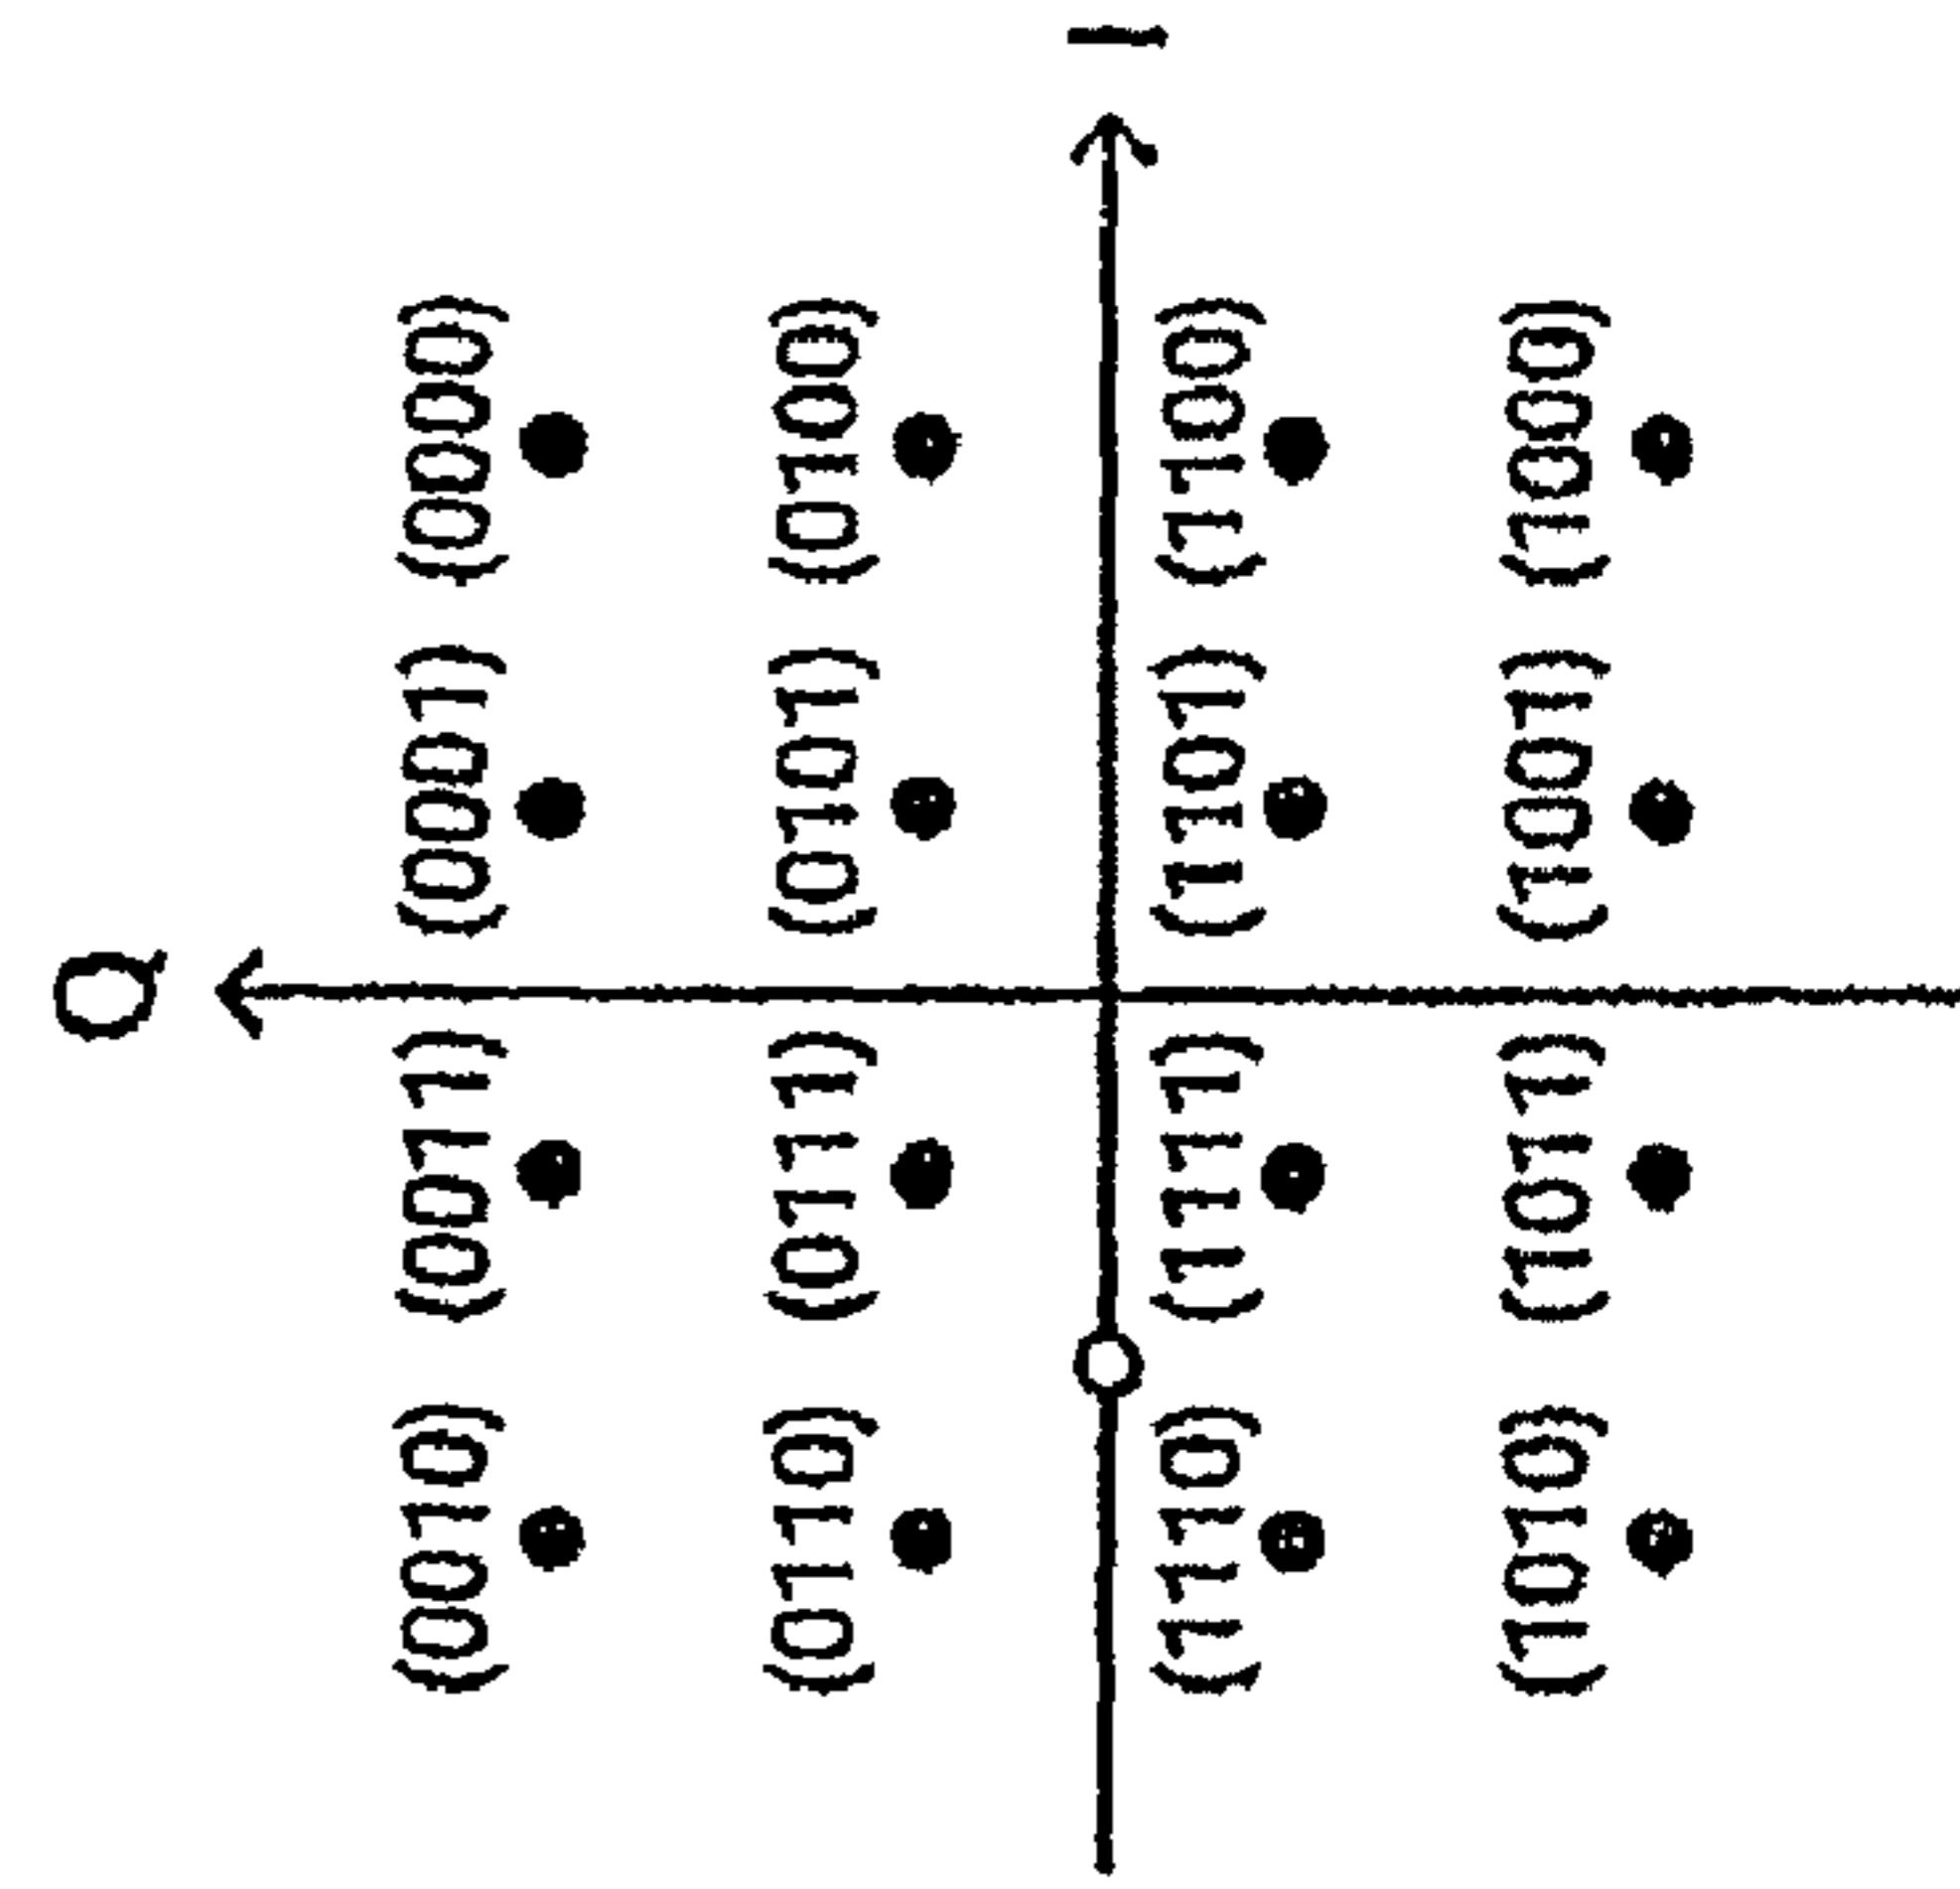 Q
(0010) (0011) (0001) (0000)
(0110) (0111) (0101) (0100)
I
(1110) (1111) (1101) (1100)
(1010) (1011) (1001) (1000)